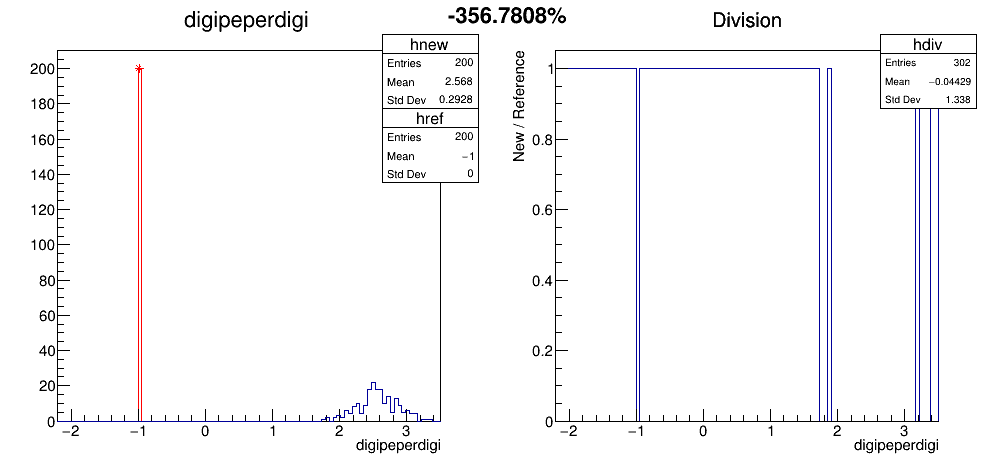 -356.7808%
digipeperdigi
hnew
Entries 200
Mean 2.568
Std Dev 0.2928
href
Entries 200
Mean −1
Std Dev 0
200
180
160
140
120
100
80
60
40
20
0
−2 −1 0 1 2 3
digipeperdigi
Division
hdiv
Entries 302
Mean −0.04429
Std Dev 1.338
New / Reference
1
0.8
0.6
0.4
0.2
0
−2 −1 0 1 2 3
digipeperdigi